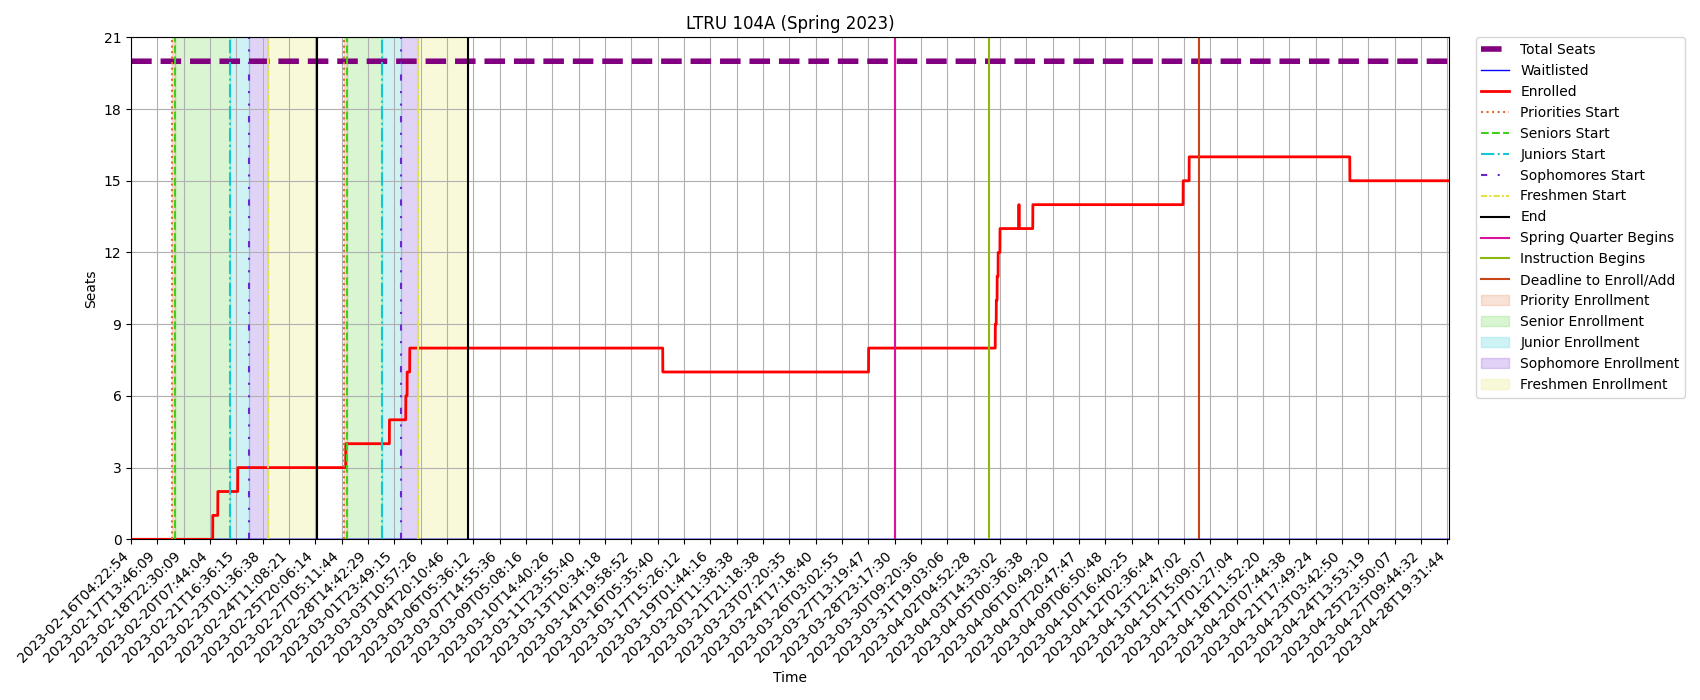 LTRU 104A (Spring 2023)
21
18
15
12
9
6
3
0
Seats
2023-02-16T04:22:54
2023-02-17T13:46:09
2023-02-18T22:30:09
2023-02-20T07:44:04
2023-02-21T16:36:15
2023-02-23T01:36:38
2023-02-24T11:08:21
2023-02-25T20:06:14
2023-02-27T05:11:44
2023-02-28T14:42:29
2023-03-01T23:49:15
2023-03-03T10:57:26
2023-03-04T20:10:46
2023-03-06T05:36:12
2023-03-07T14:55:36
2023-03-09T05:08:16
2023-03-10T14:40:26
2023-03-11T23:55:40
2023-03-13T10:34:18
2023-03-14T19:58:52
2023-03-16T05:35:40
2023-03-17T15:26:12
2023-03-19T01:44:16
2023-03-20T11:38:38
2023-03-21T21:18:38
2023-03-23T07:20:35
2023-03-24T17:18:40
2023-03-26T03:02:55
2023-03-27T13:19:47
2023-03-28T23:17:30
2023-03-30T09:20:36
2023-03-31T19:03:06
2023-04-02T04:52:28
2023-04-03T14:33:02
2023-04-05T00:36:38
2023-04-06T10:49:20
2023-04-07T20:47:47
2023-04-09T06:50:48
2023-04-10T16:40:25
2023-04-12T02:36:44
2023-04-13T12:47:02
2023-04-15T15:09:07
2023-04-17T01:27:04
2023-04-18T11:52:20
2023-04-20T07:44:38
2023-04-21T17:49:24
2023-04-23T03:42:50
2023-04-24T13:53:19
2023-04-25T23:50:07
2023-04-27T09:44:32
2023-04-28T19:31:44
Time
Total Seats
Waitlisted
Enrolled
Priorities Start
Seniors Start
Juniors Start
Sophomores Start
Freshmen Start
End
Spring Quarter Begins
Instruction Begins
Deadline to Enroll/Add
Priority Enrollment
Senior Enrollment
Junior Enrollment
Sophomore Enrollment
Freshmen Enrollment